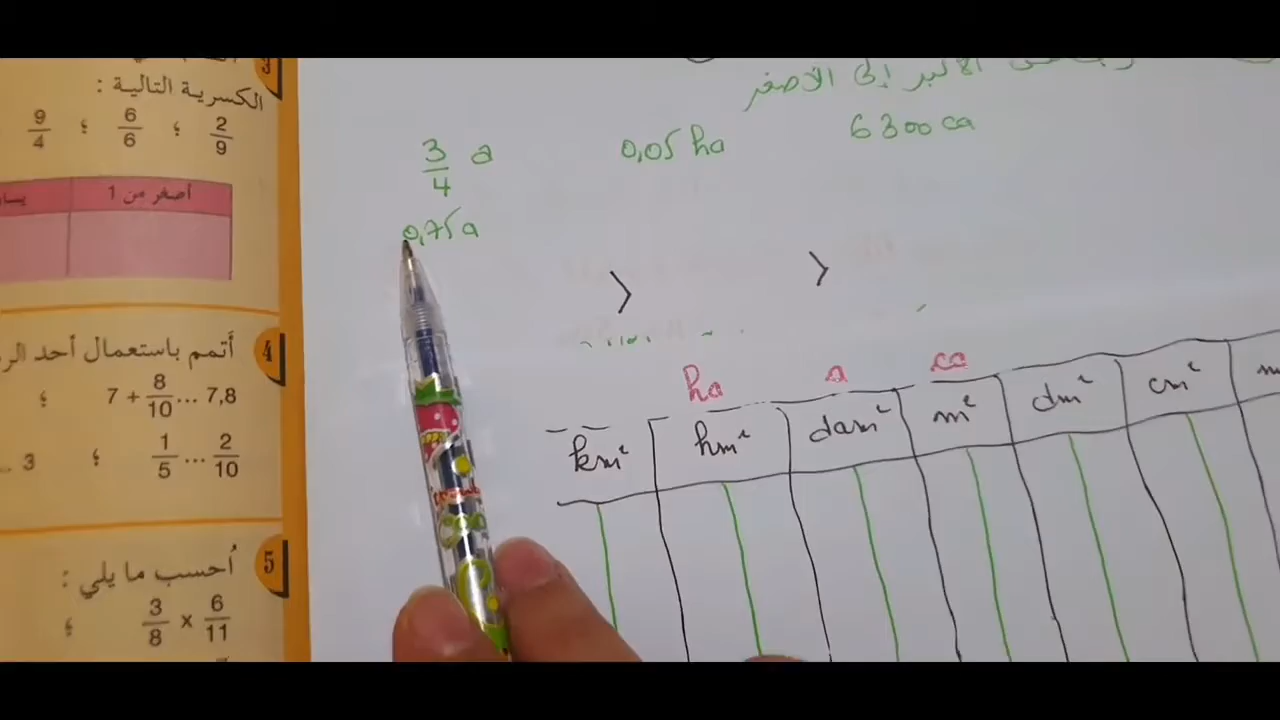 3
الكسرية التالية :
2/9 ؛ 6/6 ؛ 9/4
أصغر من 1
4
أتمم باستعمال أحد
7 + 8/10 ... 7,8 ؛
1/5 ... 2/10 ؛ .. 3
5
أحسب ما يلي :
3/8 x 6/11 ؛
الأكبر إلى الأصغر
3/4 a 0,05 ha 6300 ca
0,75 a
> >
ha a ca
km² hm² dam² m² dm² cm²